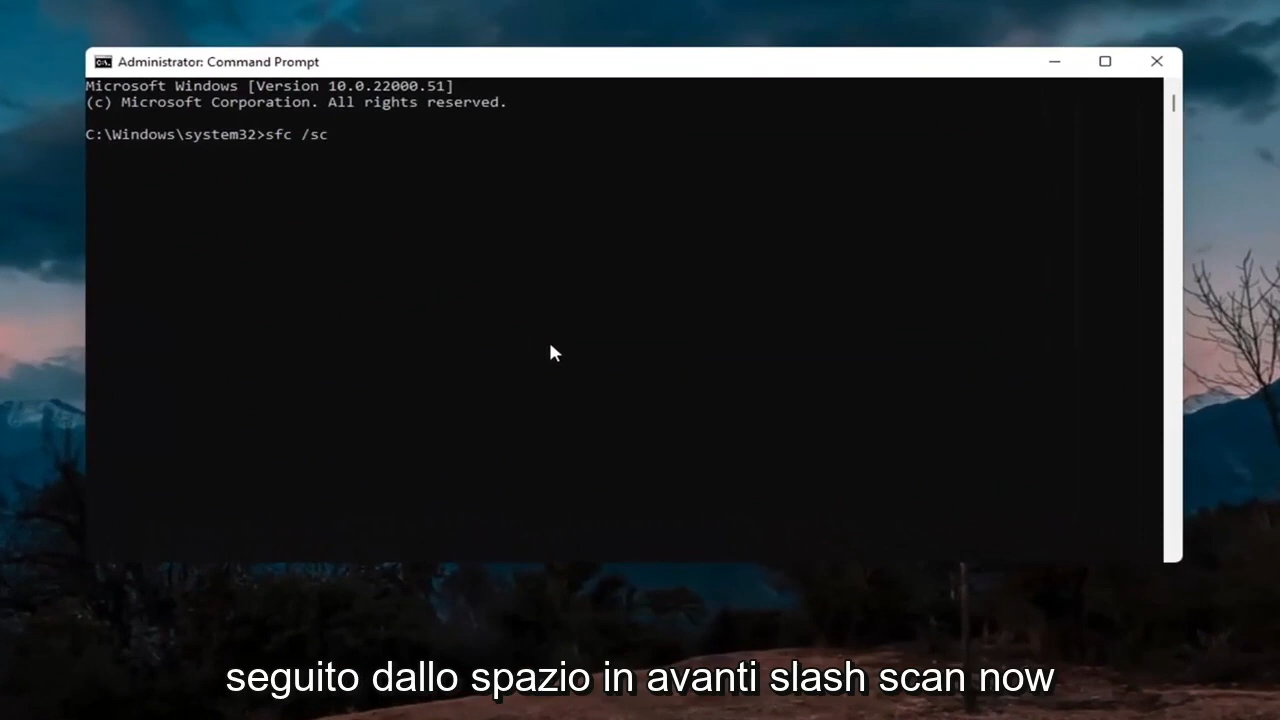 Administrator: Command Prompt
Microsoft Windows [Version 10.0.22000.51]
(c) Microsoft Corporation. All rights reserved.
C:\Windows\system32>sfc /sc
seguito dallo spazio in avanti slash scan now